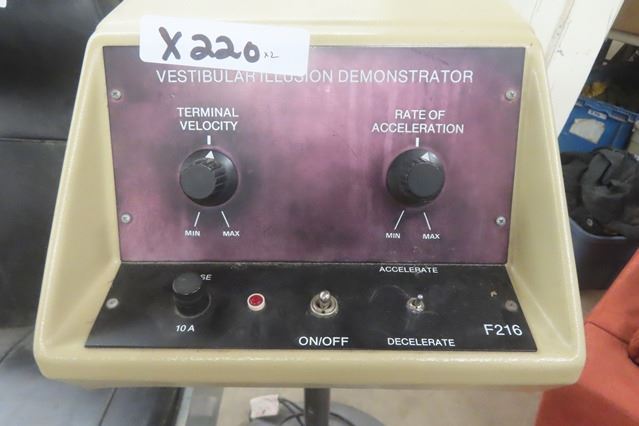 X220 x2
VESTIBULAR ILLUSION DEMONSTRATOR
TERMINAL
VELOCITY
MIN MAX
RATE OF
ACCELERATION
MIN MAX
10 A
ON/OFF
ACCELERATE
DECELERATE
F216